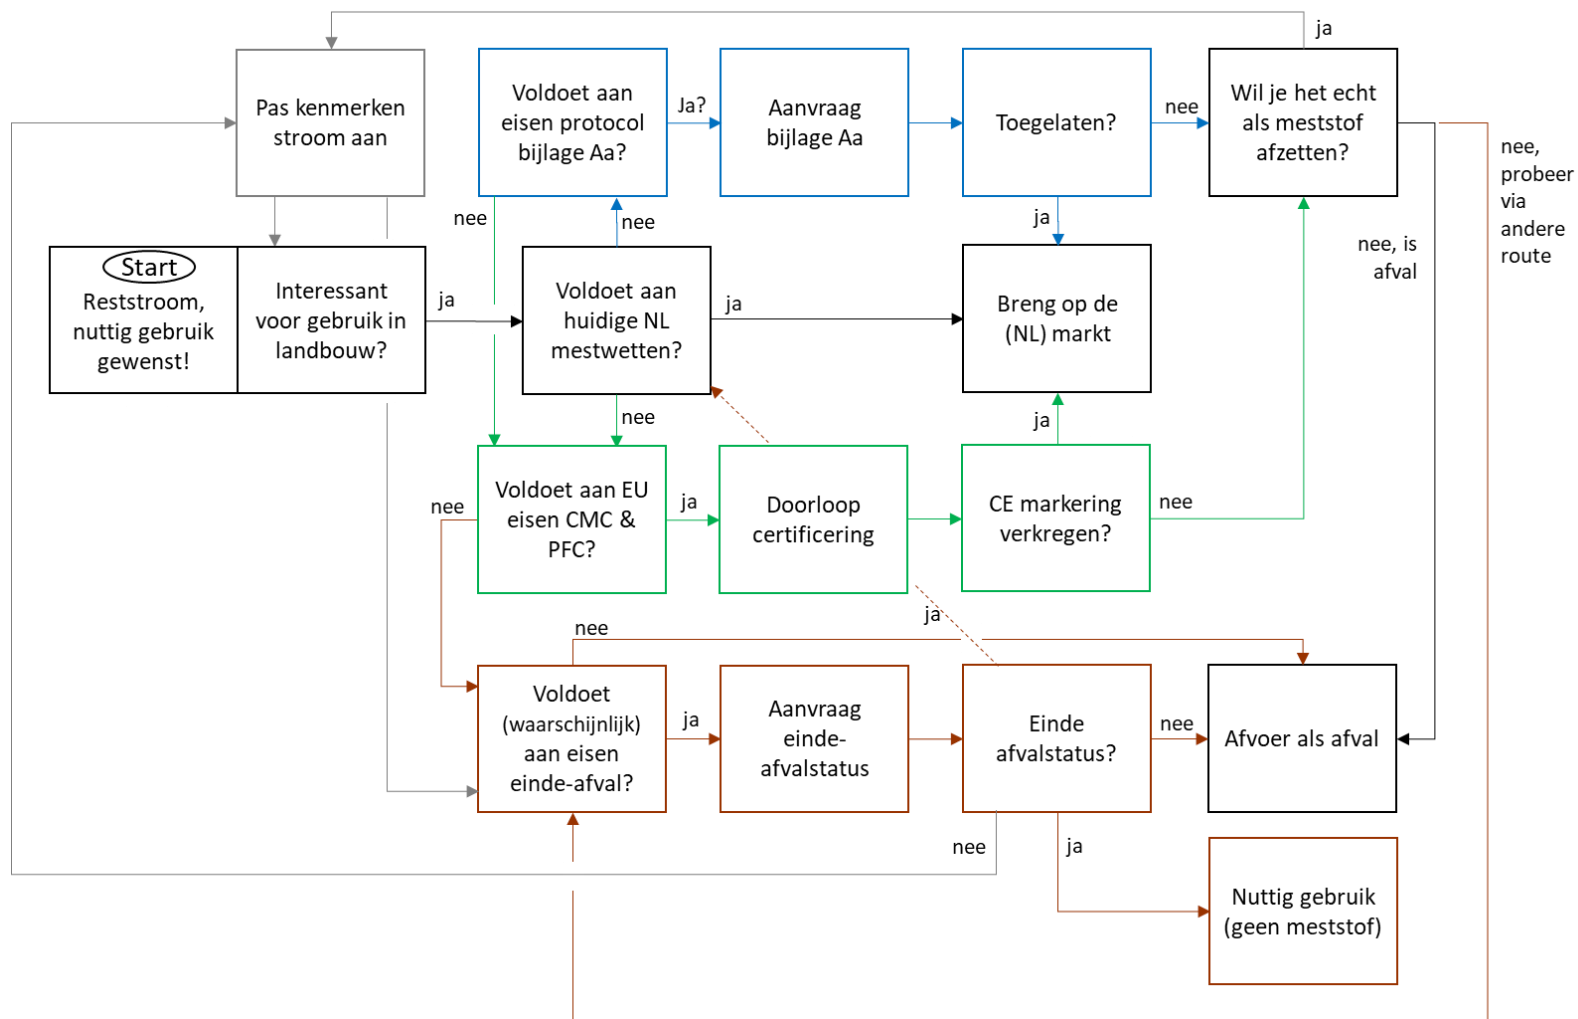 ja
Pas kenmerken
stroom aan
Voldoet aan
eisen protocol
bijlage Aa?
Ja?
Aanvraag
bijlage Aa
Toegelaten?
nee
Wil je het echt
als meststof
afzetten?
nee,
probeer
via
andere
route
nee
nee
ja
nee, is
afval
Start
Reststroom,
nuttig gebruik
gewenst!
Interessant
voor gebruik in
landbouw?
ja
Voldoet aan
huidige NL
mestwetten?
ja
Breng op de
(NL) markt
nee
ja
nee
Voldoet aan EU
eisen CMC &
PFC?
ja
Doorloop
certificering
CE markering
verkregen?
nee
ja
nee
Voldoet
(waarschijnlijk)
aan eisen
einde-afval?
ja
Aanvraag
einde-
afvalstatus
Einde
afvalstatus?
nee
Afvoer als afval
nee
ja
Nuttig gebruik
(geen meststof)